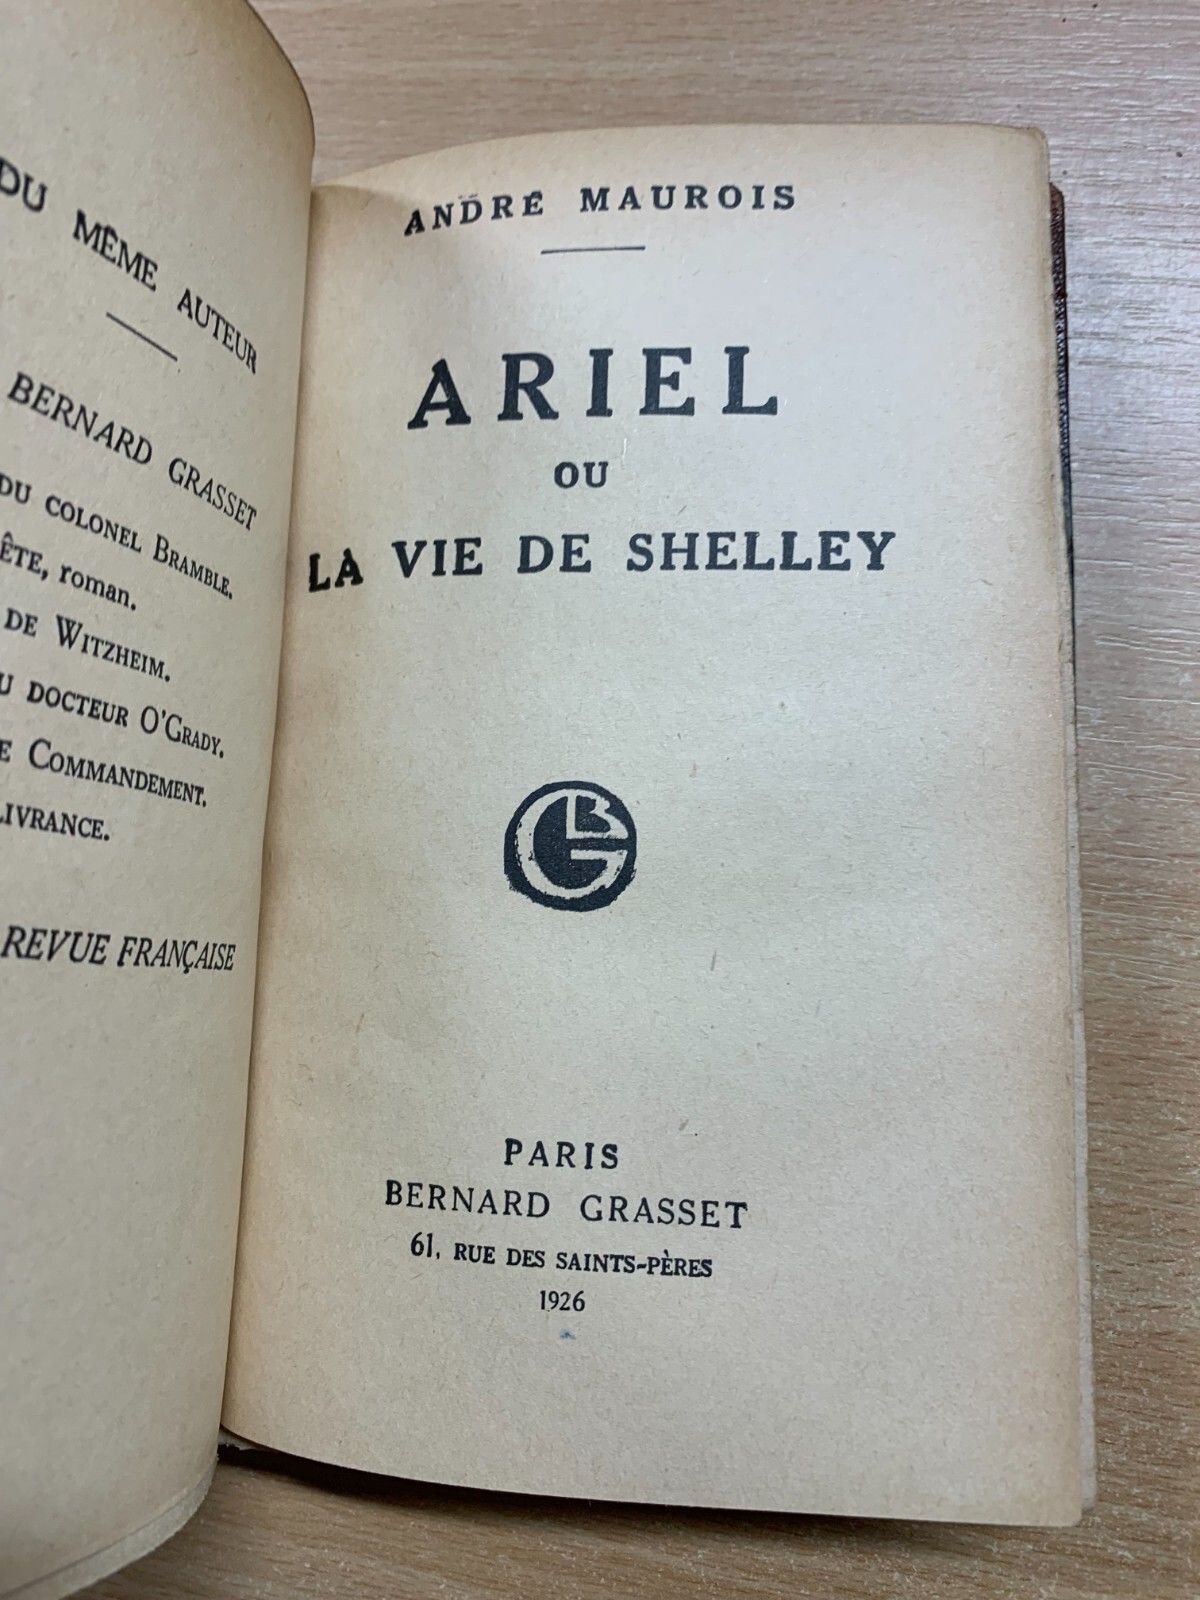 DU MÊME AUTEUR
BERNARD GRASSET
DU COLONEL BRAMBLE.
ÊTE, roman.
DE WITZHEIM.
DOCTEUR O'GRADY.
COMMANDEMENT.
LIVRANCE.
REVUE FRANÇAISE
ANDRÉ MAUROIS
ARIEL
OU
LA VIE DE SHELLEY
BG
PARIS
BERNARD GRASSET
61, RUE DES SAINTS-PÈRES
1926